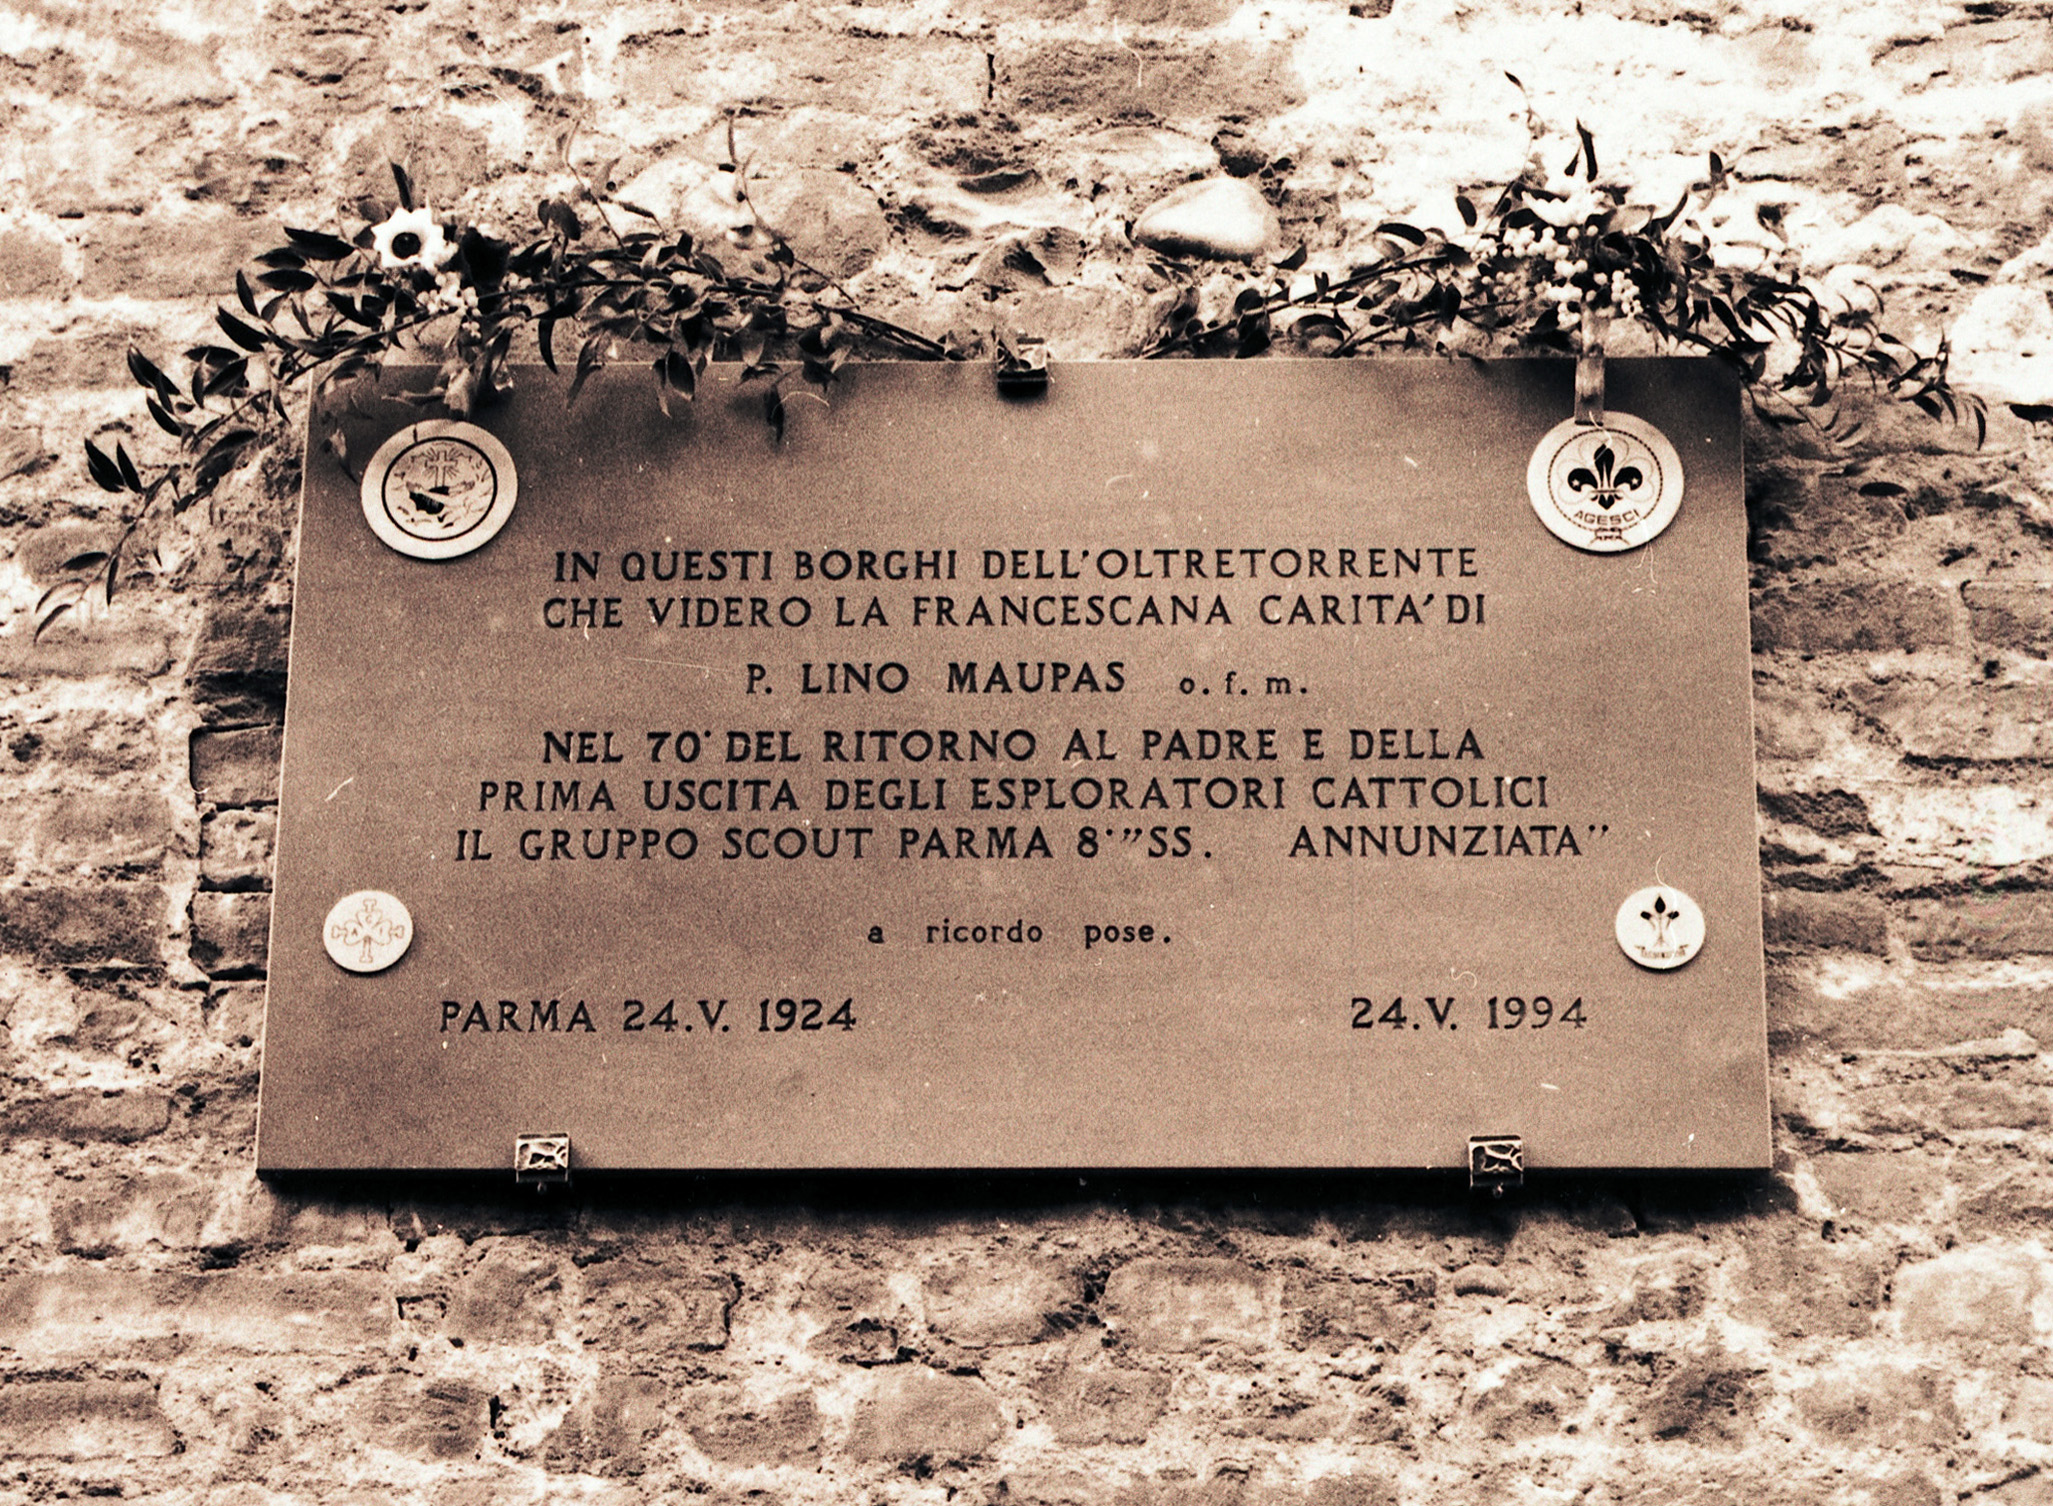 AGESCI
IN QUESTI BORGHI DELL'OLTRETORRENTE
CHE VIDERO LA FRANCESCANA CARITA' DI
P. LINO MAUPAS o.f.m.
NEL 70° DEL RITORNO AL PADRE E DELLA
PRIMA USCITA DEGLI ESPLORATORI CATTOLICI
IL GRUPPO SCOUT PARMA 8°"SS. ANNUNZIATA"
a ricordo pose.
PARMA 24.V. 1924 24.V. 1994